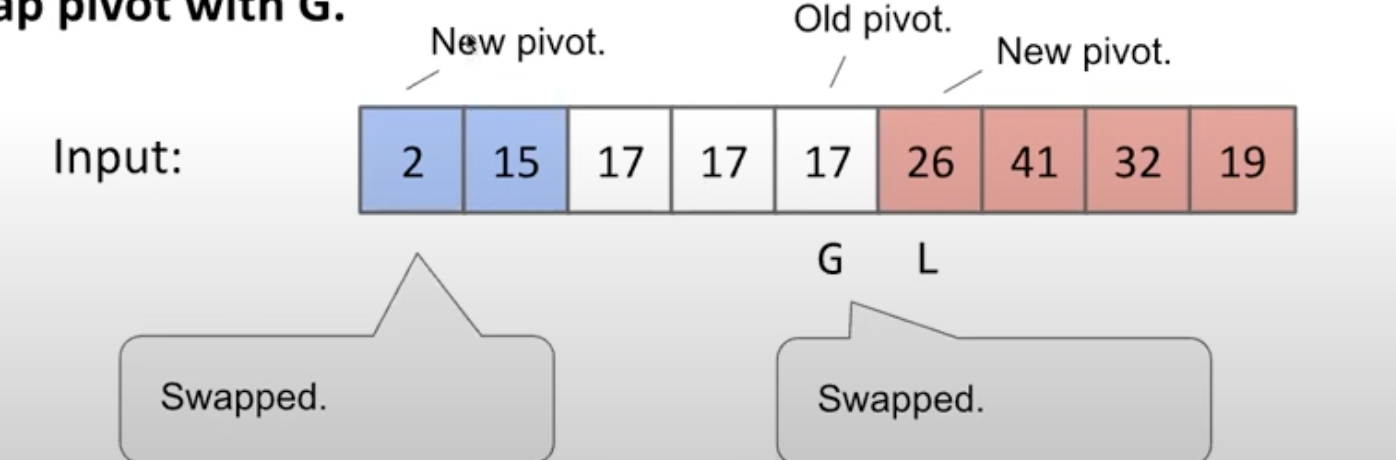 ap pivot with G.
Old pivot.
New pivot.
New pivot.
Input:
2 15 17 17 17 26 41 32 19
G L
Swapped.
Swapped.